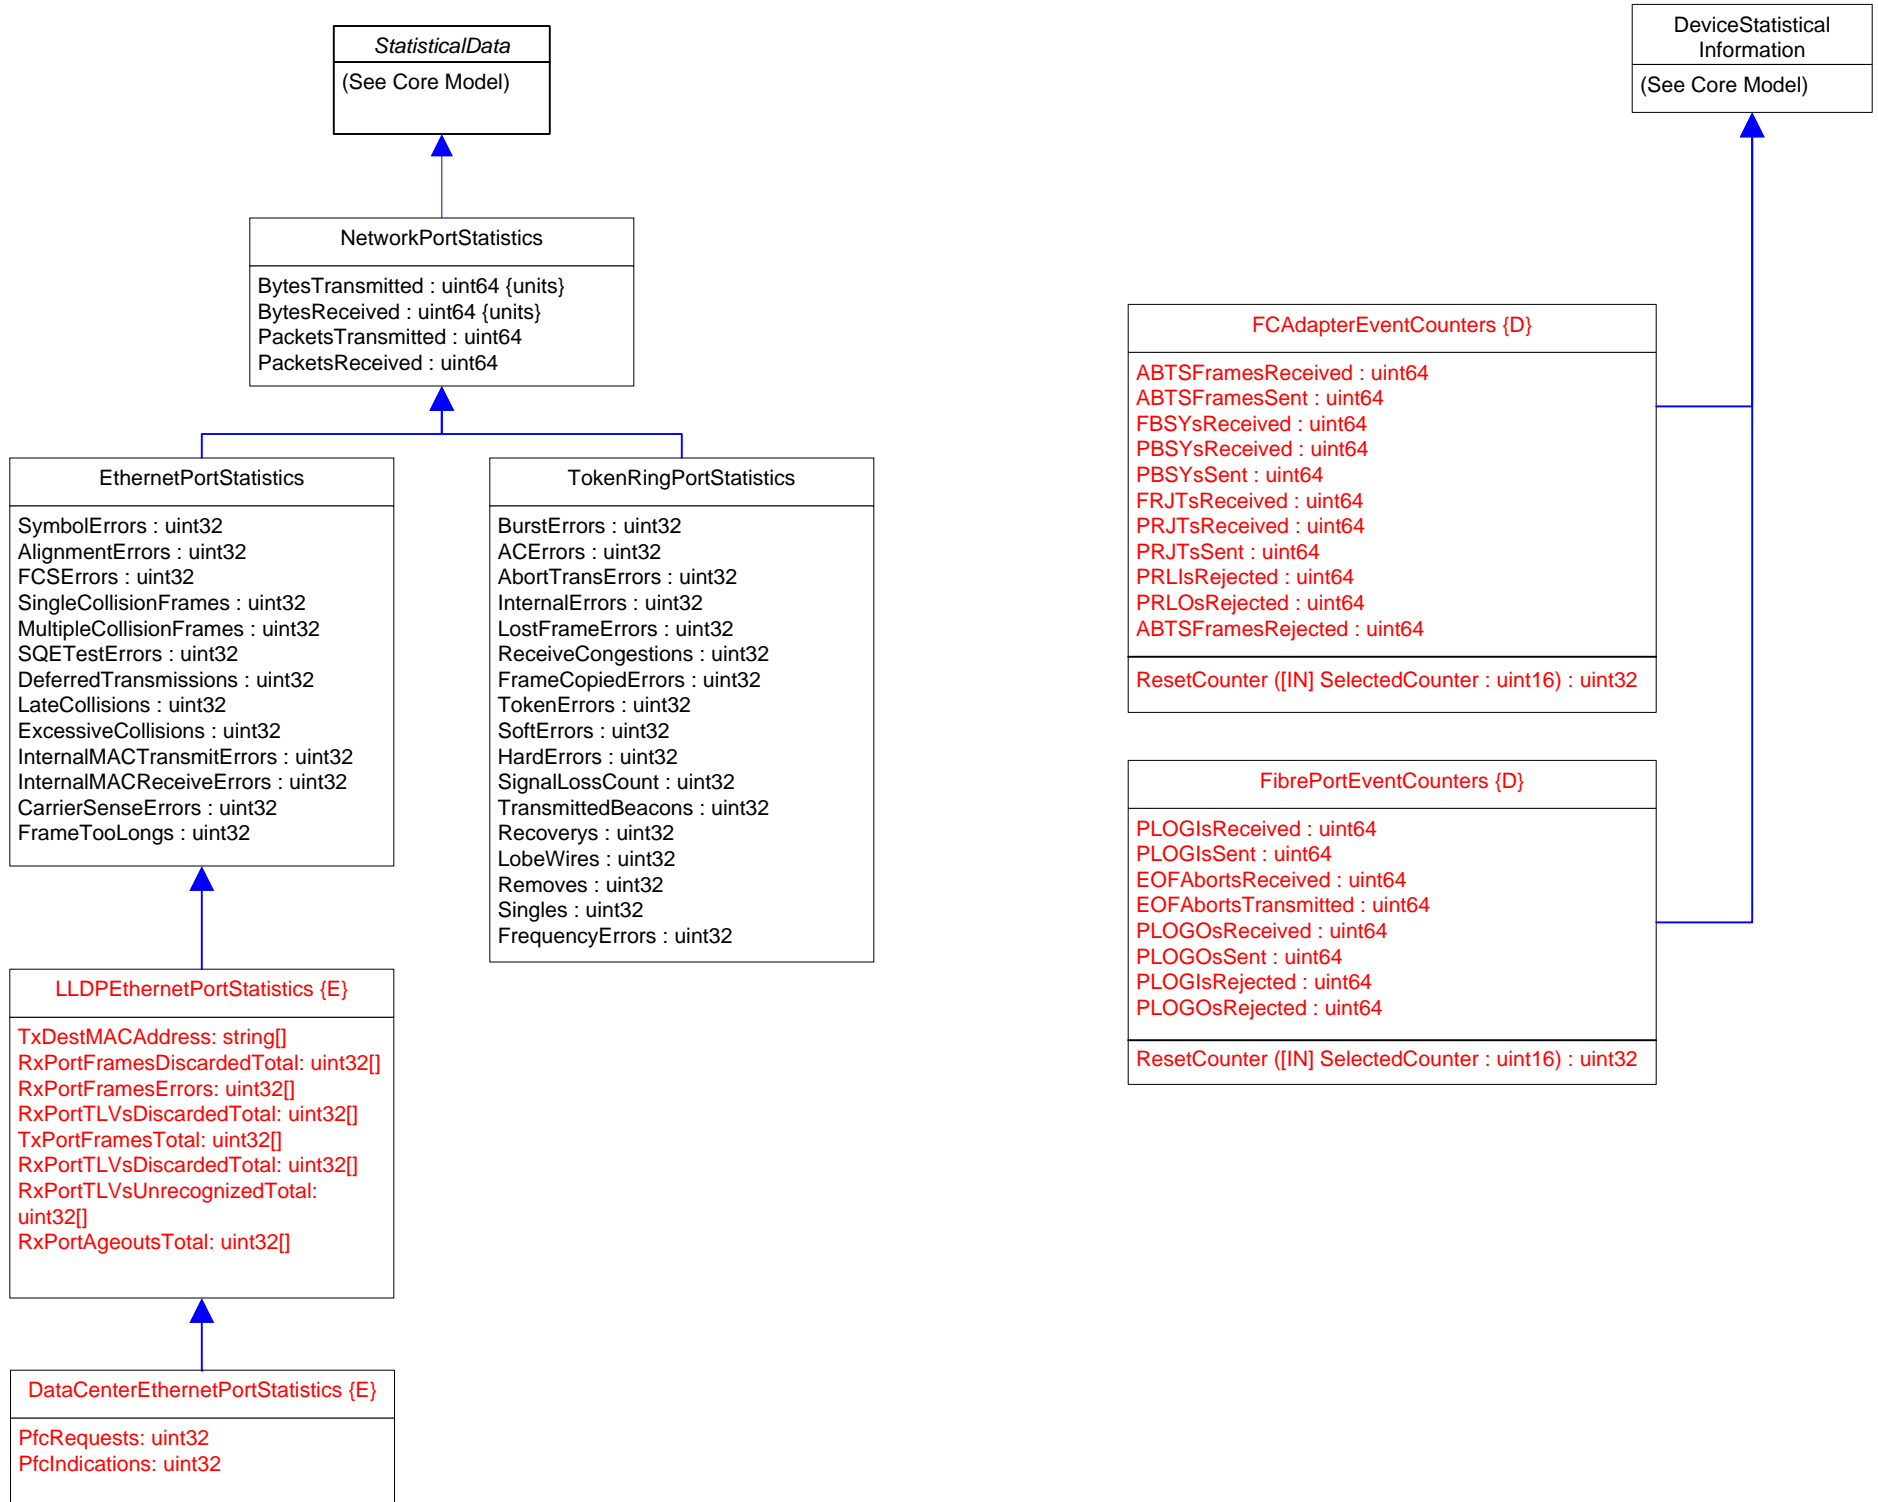 StatisticalData
(See Core Model)
NetworkPortStatistics
BytesTransmitted : uint64 {units}
BytesReceived : uint64 {units}
PacketsTransmitted : uint64
PacketsReceived : uint64
EthernetPortStatistics
SymbolErrors : uint32
AlignmentErrors : uint32
FCSErrors : uint32
SingleCollisionFrames : uint32
MultipleCollisionFrames : uint32
SQETestErrors : uint32
DeferredTransmissions : uint32
LateCollisions : uint32
ExcessiveCollisions : uint32
InternalMACTransmitErrors : uint32
InternalMACReceiveErrors : uint32
CarrierSenseErrors : uint32
FrameTooLongs : uint32
TokenRingPortStatistics
BurstErrors : uint32
ACErrors : uint32
AbortTransErrors : uint32
InternalErrors : uint32
LostFrameErrors : uint32
ReceiveCongestions : uint32
FrameCopiedErrors : uint32
TokenErrors : uint32
SoftErrors : uint32
HardErrors : uint32
SignalLossCount : uint32
TransmittedBeacons : uint32
Recoverys : uint32
LobeWires : uint32
Removes : uint32
Singles : uint32
FrequencyErrors : uint32
LLDPEthernetPortStatistics {E}
TxDestMACAddress: string[]
RxPortFramesDiscardedTotal: uint32[]
RxPortFramesErrors: uint32[]
RxPortTLVsDiscardedTotal: uint32[]
TxPortFramesTotal: uint32[]
RxPortTLVsDiscardedTotal: uint32[]
RxPortTLVsUnrecognizedTotal:
uint32[]
RxPortAgeoutsTotal: uint32[]
DataCenterEthernetPortStatistics {E}
PfcRequests: uint32
PfcIndications: uint32
DeviceStatistical
Information
(See Core Model)
FCAdapterEventCounters {D}
ABTSFramesReceived : uint64
ABTSFramesSent : uint64
FBSYsReceived : uint64
PBSYsReceived : uint64
PBSYsSent : uint64
FRJTsReceived : uint64
PRJTsReceived : uint64
PRJTsSent : uint64
PRLIsRejected : uint64
PRLOsRejected : uint64
ABTSFramesRejected : uint64
ResetCounter ([IN] SelectedCounter : uint16) : uint32
FibrePortEventCounters {D}
PLOGIsReceived : uint64
PLOGIsSent : uint64
EOFAbortsReceived : uint64
EOFAbortsTransmitted : uint64
PLOGOsReceived : uint64
PLOGOsSent : uint64
PLOGIsRejected : uint64
PLOGOsRejected : uint64
ResetCounter ([IN] SelectedCounter : uint16) : uint32